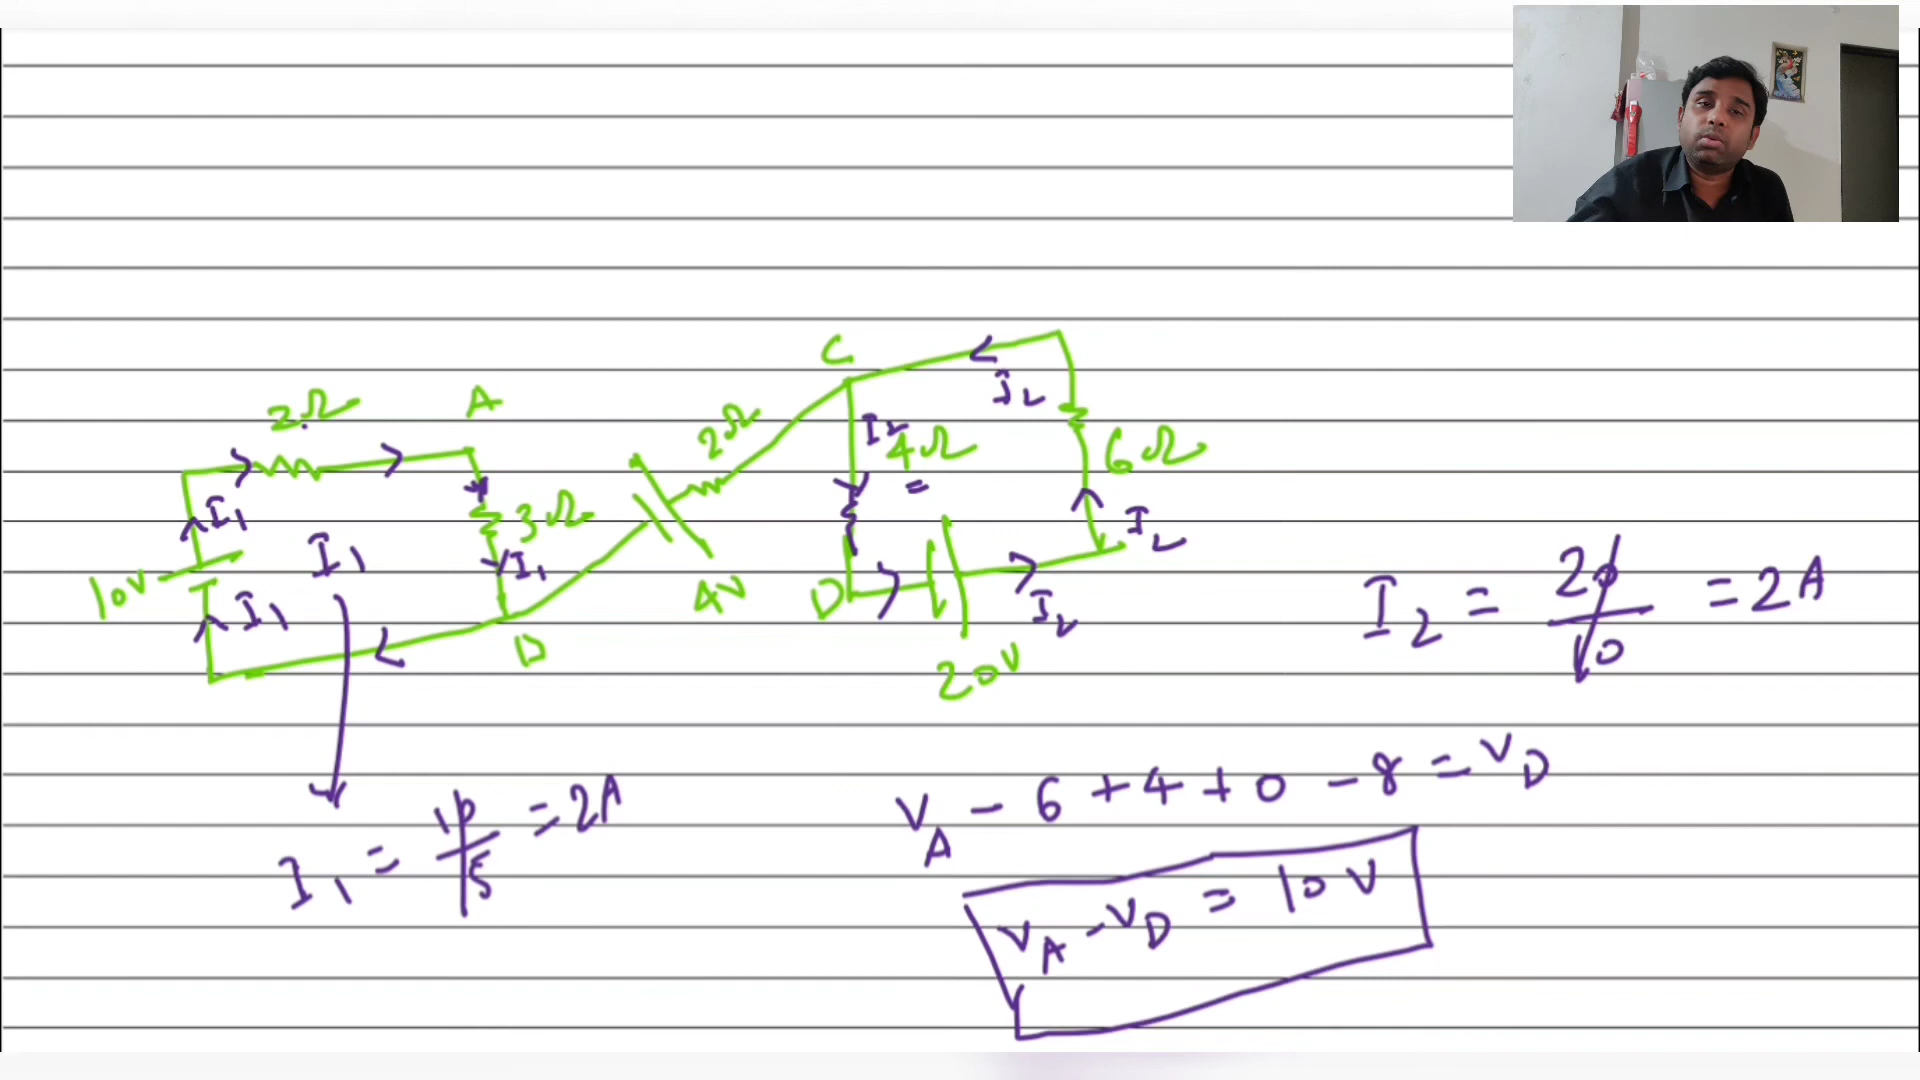 C
I₂
2Ω
A
2Ω
I₂
4Ω
=
6Ω
I₁
3Ω
I₂
I₁
I₁
10V
I₁
4V
D
I₂
I₂ = 20/10 = 2A
D
20V
V_A - 6 + 4 + 0 - 8 = V_D
I₁ = 10/5 = 2A
V_A - V_D = 10V